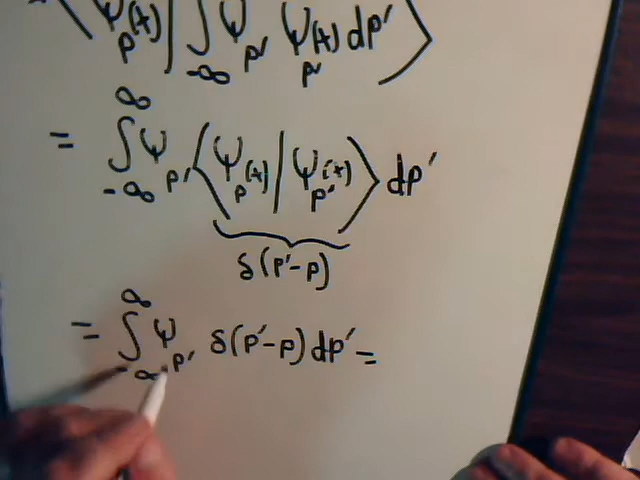 ⟨ψ_p(x)| ∫_{-∞} ψ_{p'} ψ_{p'}(x) dp'⟩
= ∫_{-∞}^{∞} ψ_{p'} ⟨ψ_p(x)|ψ_{p'}(x)⟩ dp'
δ(p'-p)
= ∫_{-∞}^{∞} ψ_{p'} δ(p'-p) dp' =